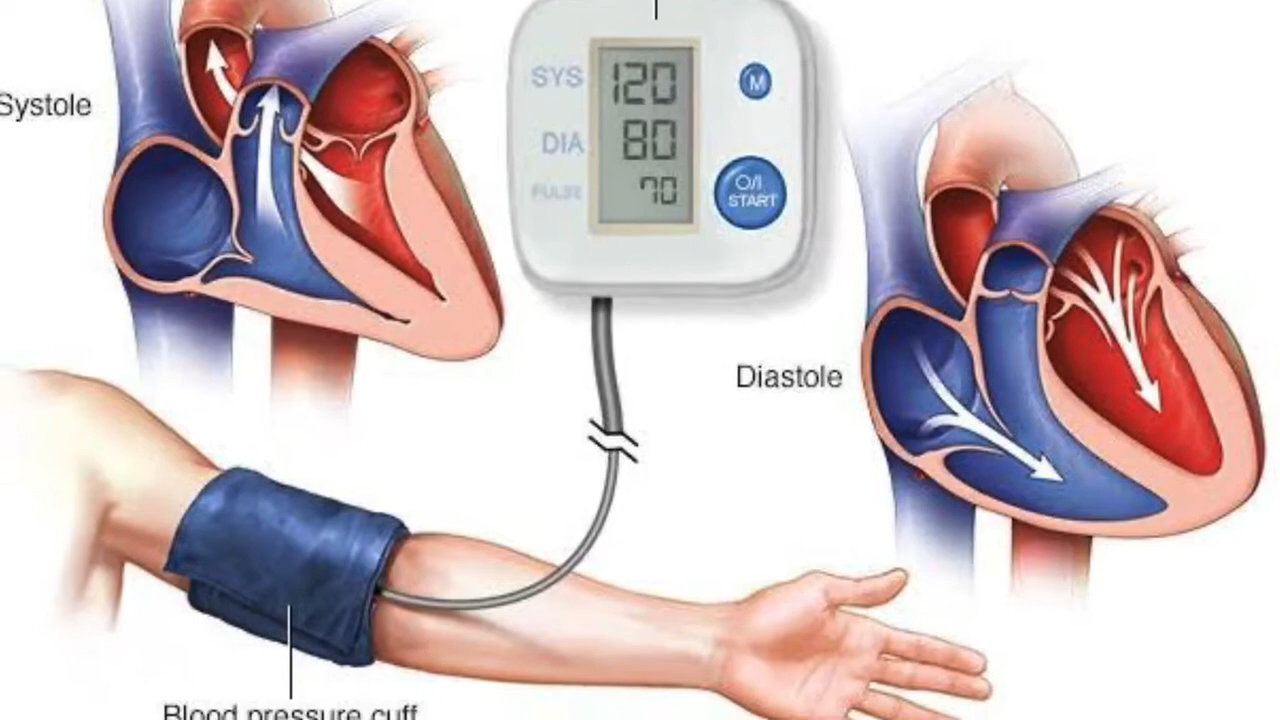 Systole
SYS 120
M
DIA 80
PULSE 70
O/I
START
Diastole
Blood pressure cuff